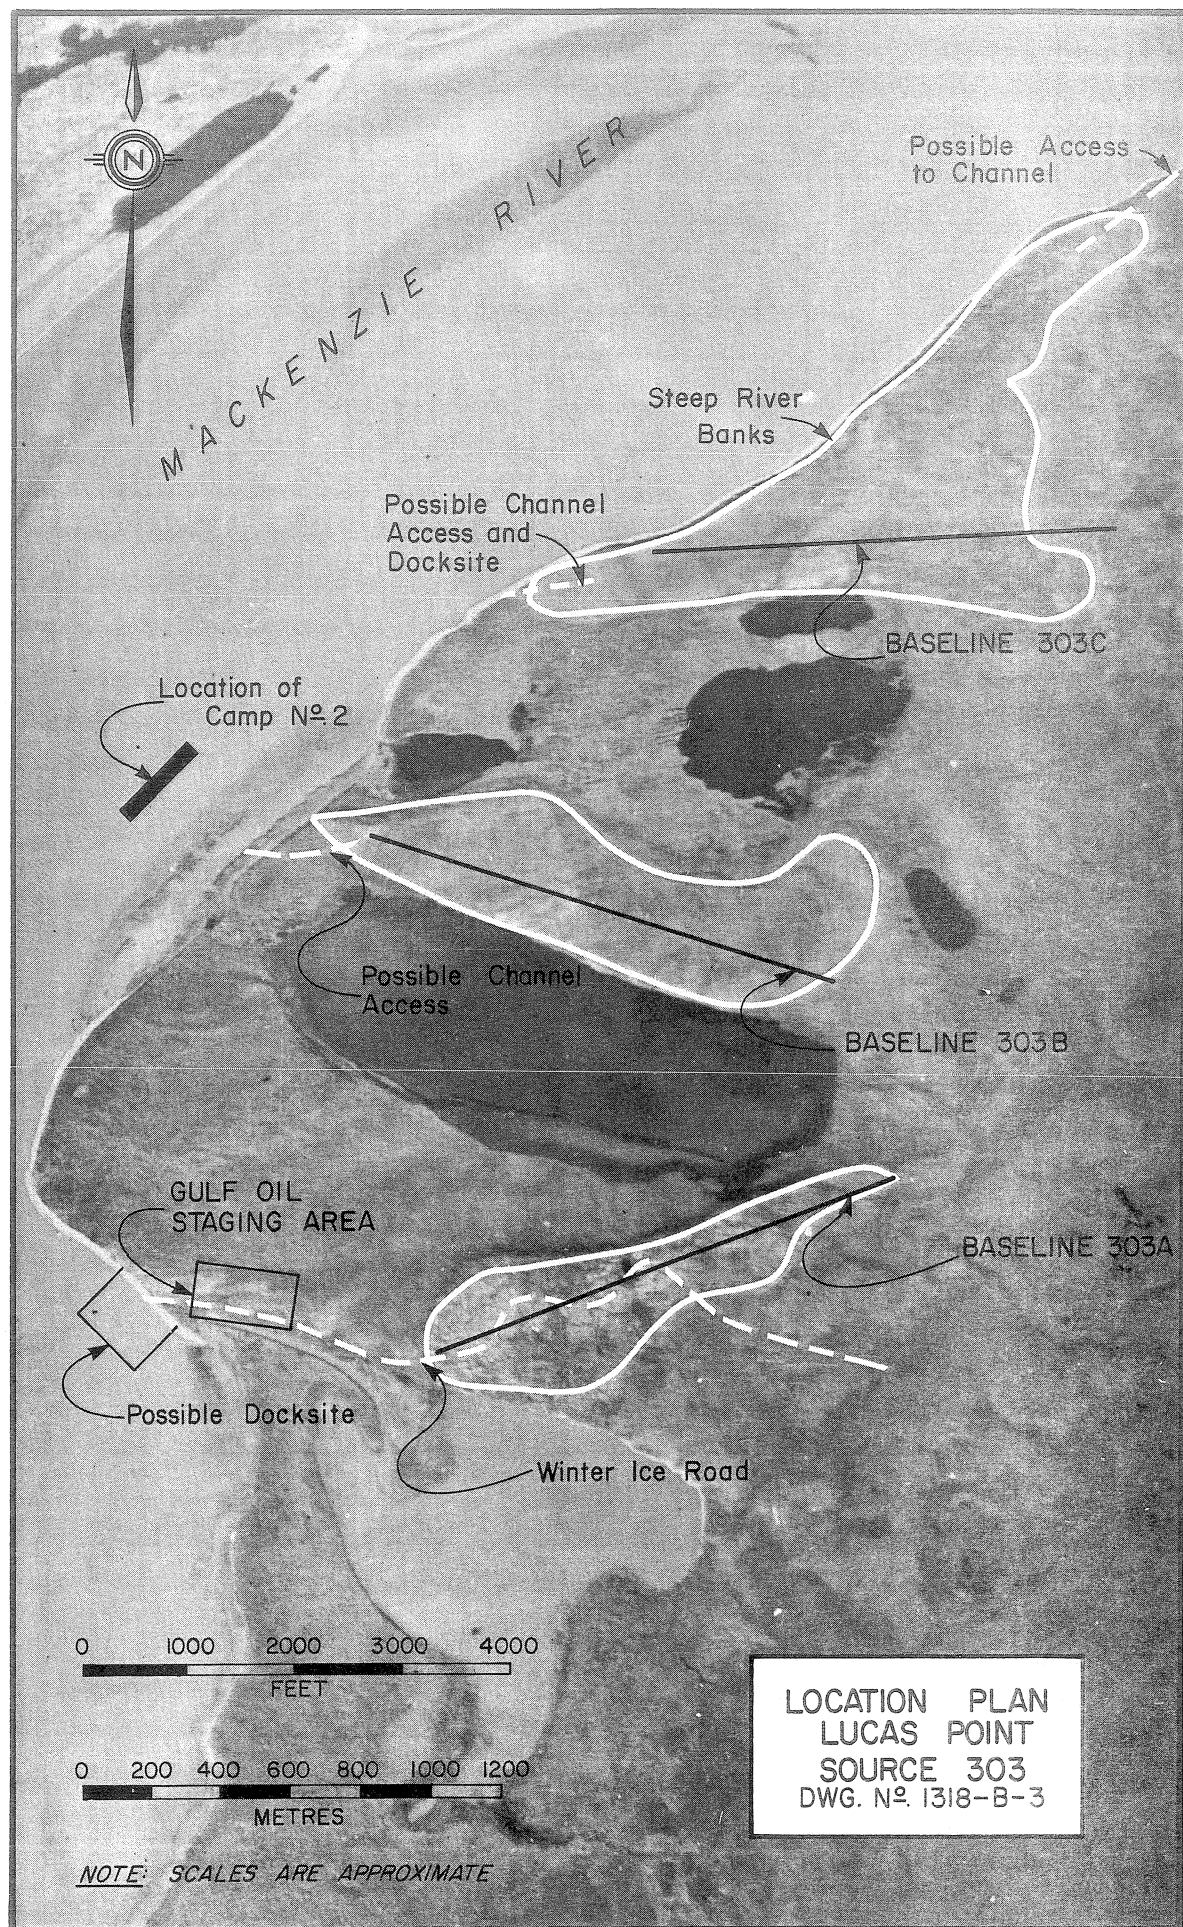 N
MACKENZIE RIVER
Possible Access
to Channel
Steep River
Banks
Possible Channel
Access and
Docksite
BASELINE 303C
Location of
Camp Nº. 2
Possible Channel
Access
BASELINE 303B
GULF OIL
STAGING AREA
BASELINE 303A
Possible Docksite
Winter Ice Road
0 1000 2000 3000 4000
FEET
0 200 400 600 800 1000 1200
METRES
NOTE: SCALES ARE APPROXIMATE
LOCATION PLAN
LUCAS POINT
SOURCE 303
DWG. Nº. 1318-B-3